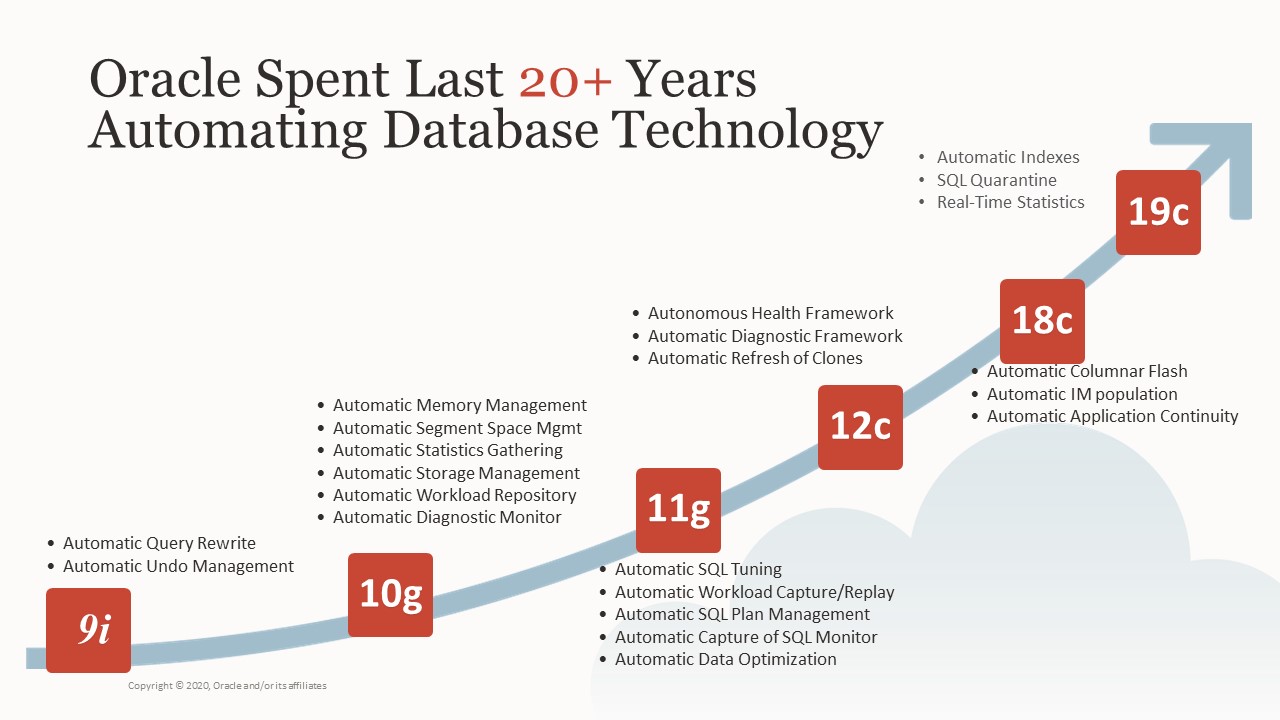 Oracle Spent Last 20+ Years
Automating Database Technology
• Automatic Indexes
• SQL Quarantine
• Real-Time Statistics
19c
18c
• Automatic Columnar Flash
• Automatic IM population
• Automatic Application Continuity
• Autonomous Health Framework
• Automatic Diagnostic Framework
• Automatic Refresh of Clones
12c
• Automatic Memory Management
• Automatic Segment Space Mgmt
• Automatic Statistics Gathering
• Automatic Storage Management
• Automatic Workload Repository
• Automatic Diagnostic Monitor
11g
• Automatic SQL Tuning
• Automatic Workload Capture/Replay
• Automatic SQL Plan Management
• Automatic Capture of SQL Monitor
• Automatic Data Optimization
• Automatic Query Rewrite
• Automatic Undo Management
10g
9i
Copyright © 2020, Oracle and/or its affiliates